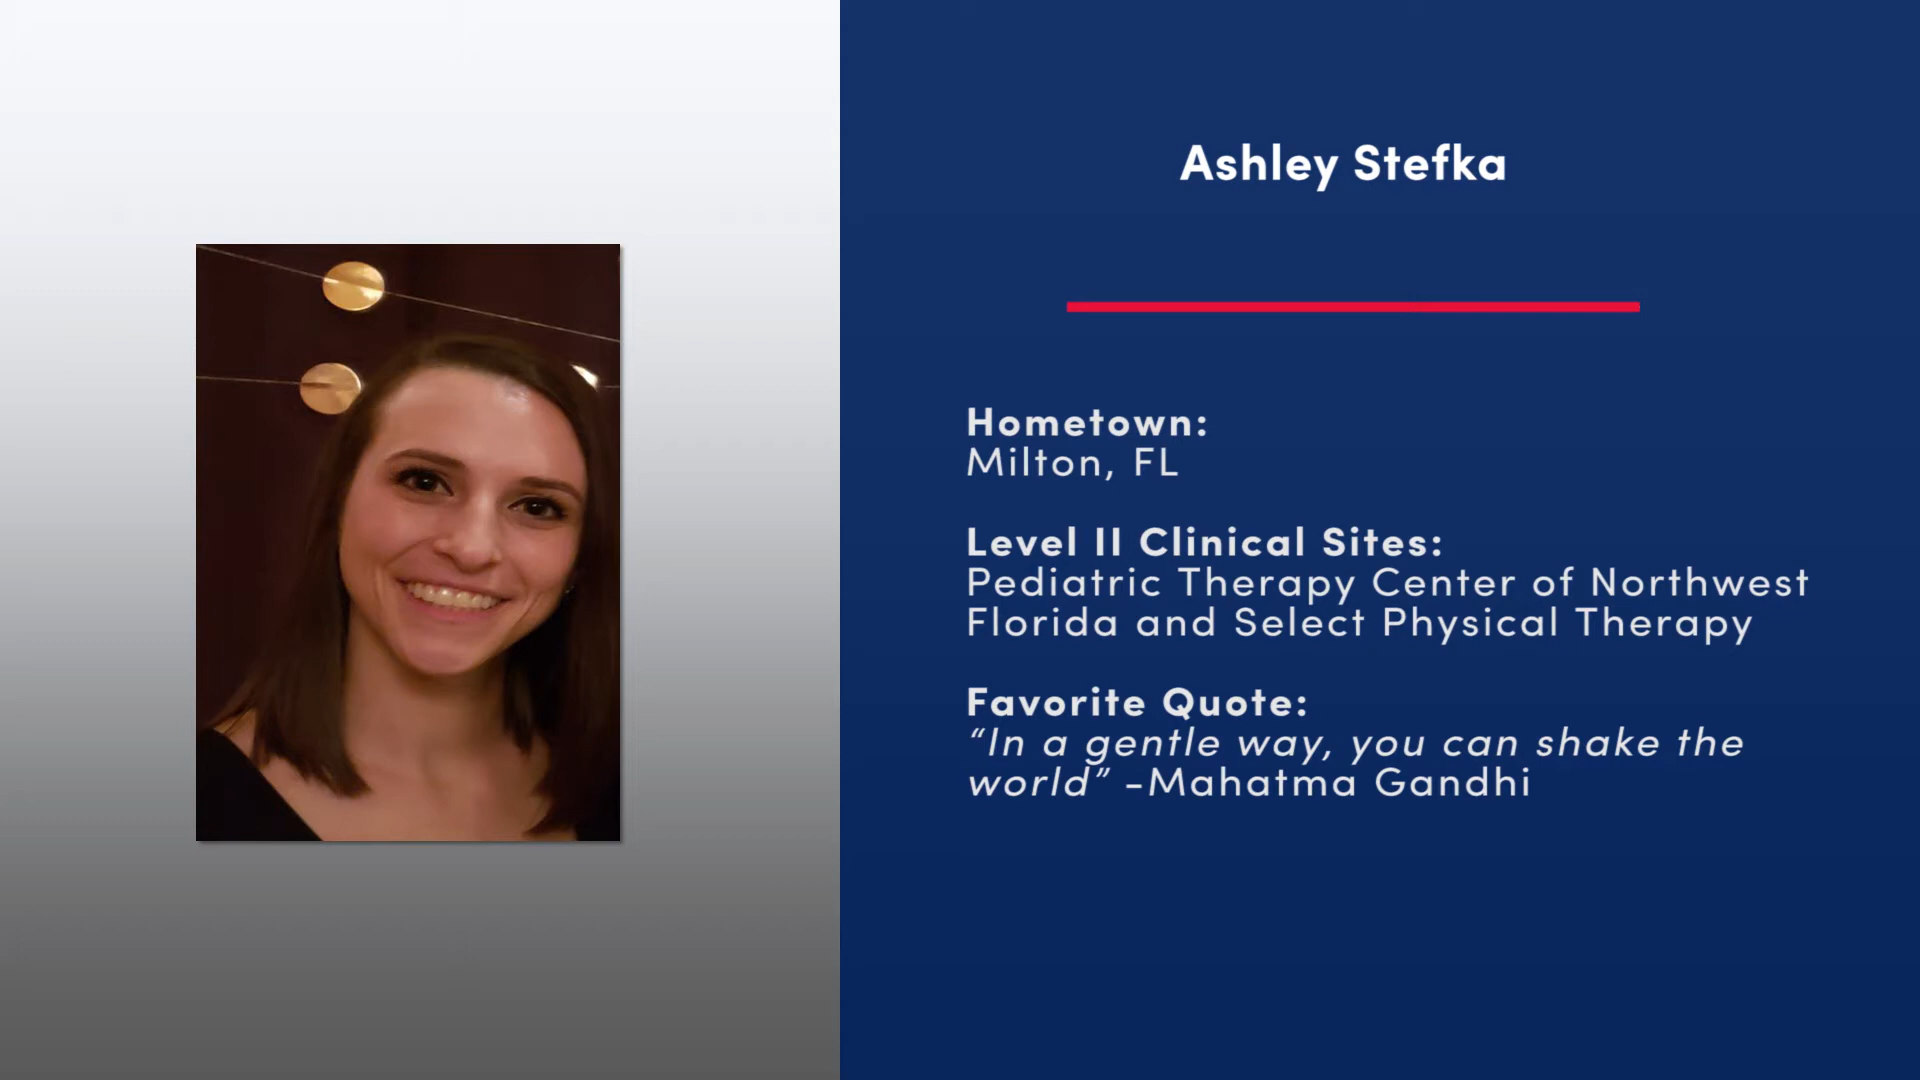 Ashley Stefka
Hometown:
Milton, FL
Level II Clinical Sites:
Pediatric Therapy Center of Northwest
Florida and Select Physical Therapy
Favorite Quote:
“In a gentle way, you can shake the
world” -Mahatma Gandhi